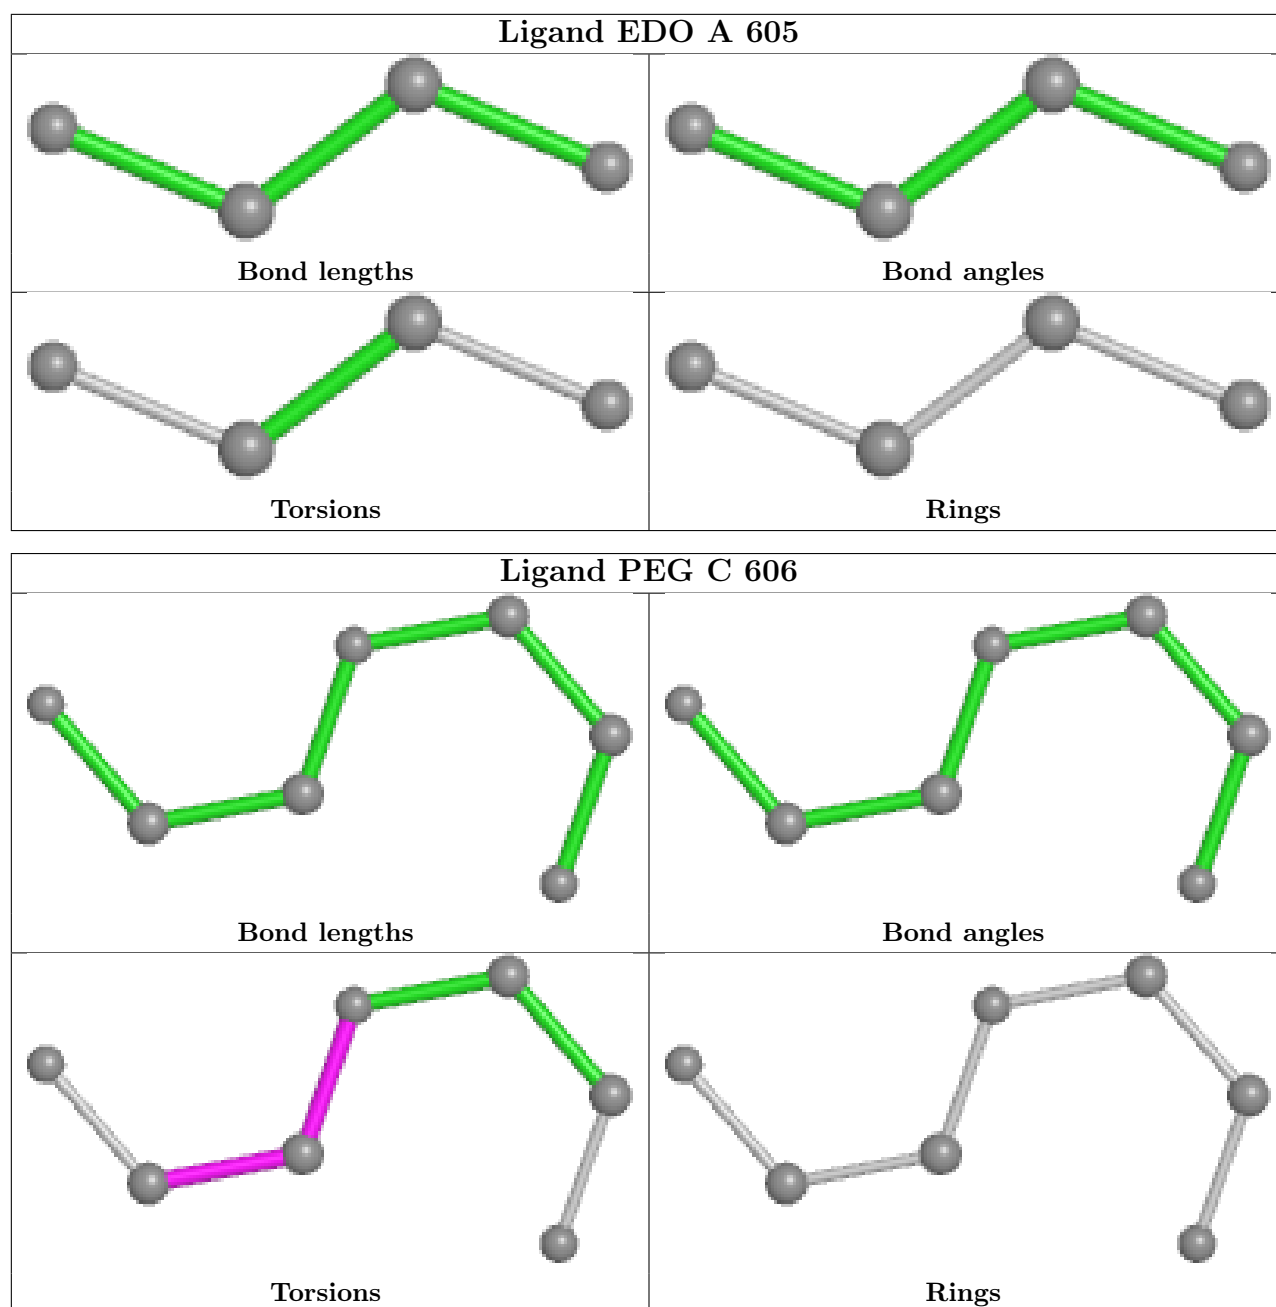 Ligand EDO A 605
Bond lengths
Bond angles
Torsions
Rings
Ligand PEG C 606
Bond lengths
Bond angles
Torsions
Rings